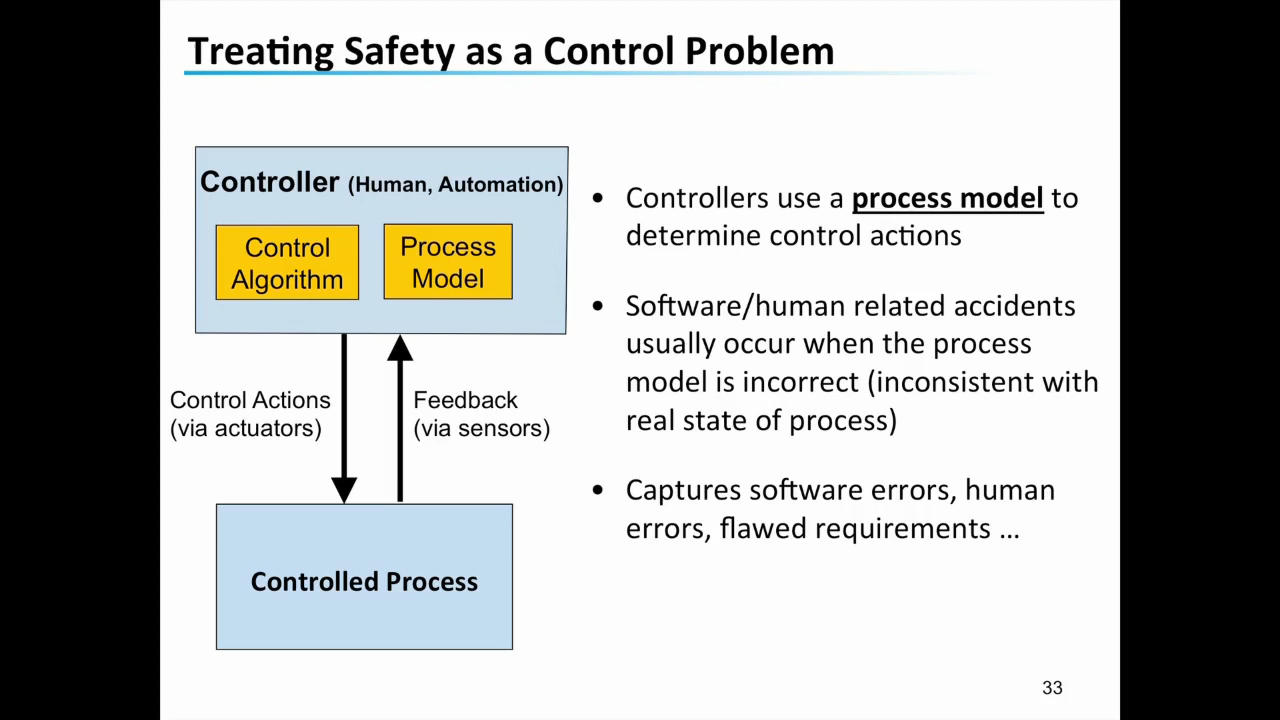 Treating Safety as a Control Problem
Controller (Human, Automation)
Control
Algorithm
Process
Model
Control Actions
(via actuators)
Feedback
(via sensors)
Controlled Process
• Controllers use a process model to
determine control actions
• Software/human related accidents
usually occur when the process
model is incorrect (inconsistent with
real state of process)
• Captures software errors, human
errors, flawed requirements ...
33